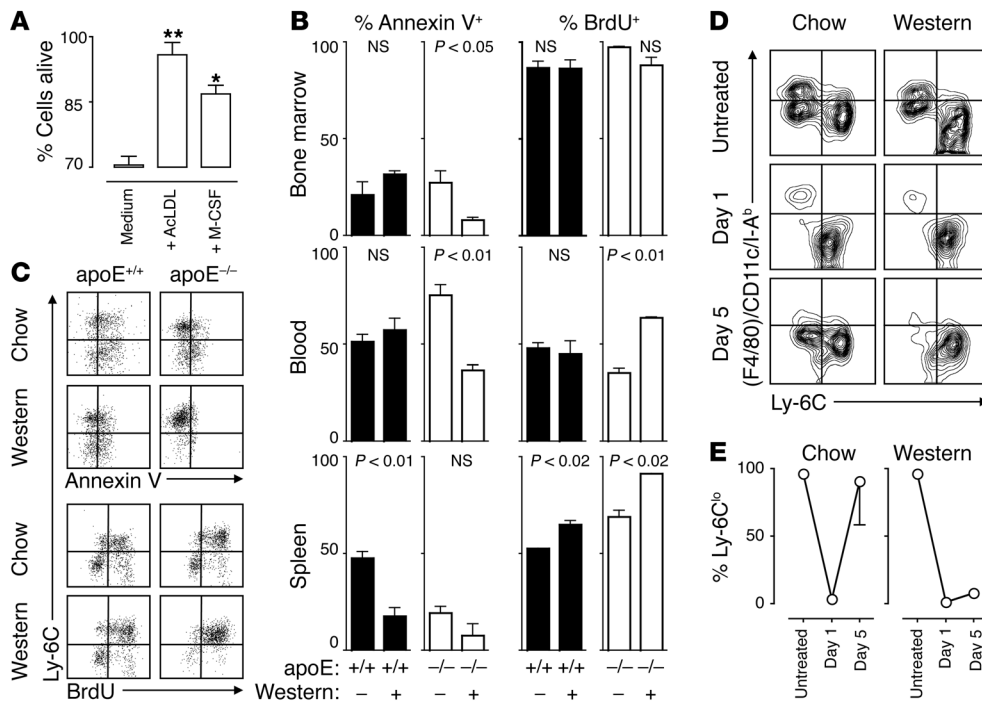 A
% Cells alive
100
85
70
**
*
Medium
+ AcLDL
+ M-CSF
B
% Annexin V⁺
% BrdU⁺
Bone marrow
100
50
0
NS
P < 0.05
NS
NS
Blood
100
50
0
NS
P < 0.01
NS
P < 0.01
Spleen
100
50
0
P < 0.01
NS
P < 0.02
P < 0.02
apoE: +/+ +/+ –/– –/– +/+ +/+ –/– –/–
Western: – + – + – + – +
C
apoE⁺/⁺ apoE⁻/⁻
Chow
Western
Annexin V
Chow
Western
Ly-6C
BrdU
D
Chow Western
Untreated
Day 1
Day 5
(F4/80)/CD11c/I-Aᵇ
Ly-6C
E
Chow Western
% Ly-6Cˡᵒ
100
50
0
Untreated
Day 1
Day 5
Untreated
Day 1
Day 5